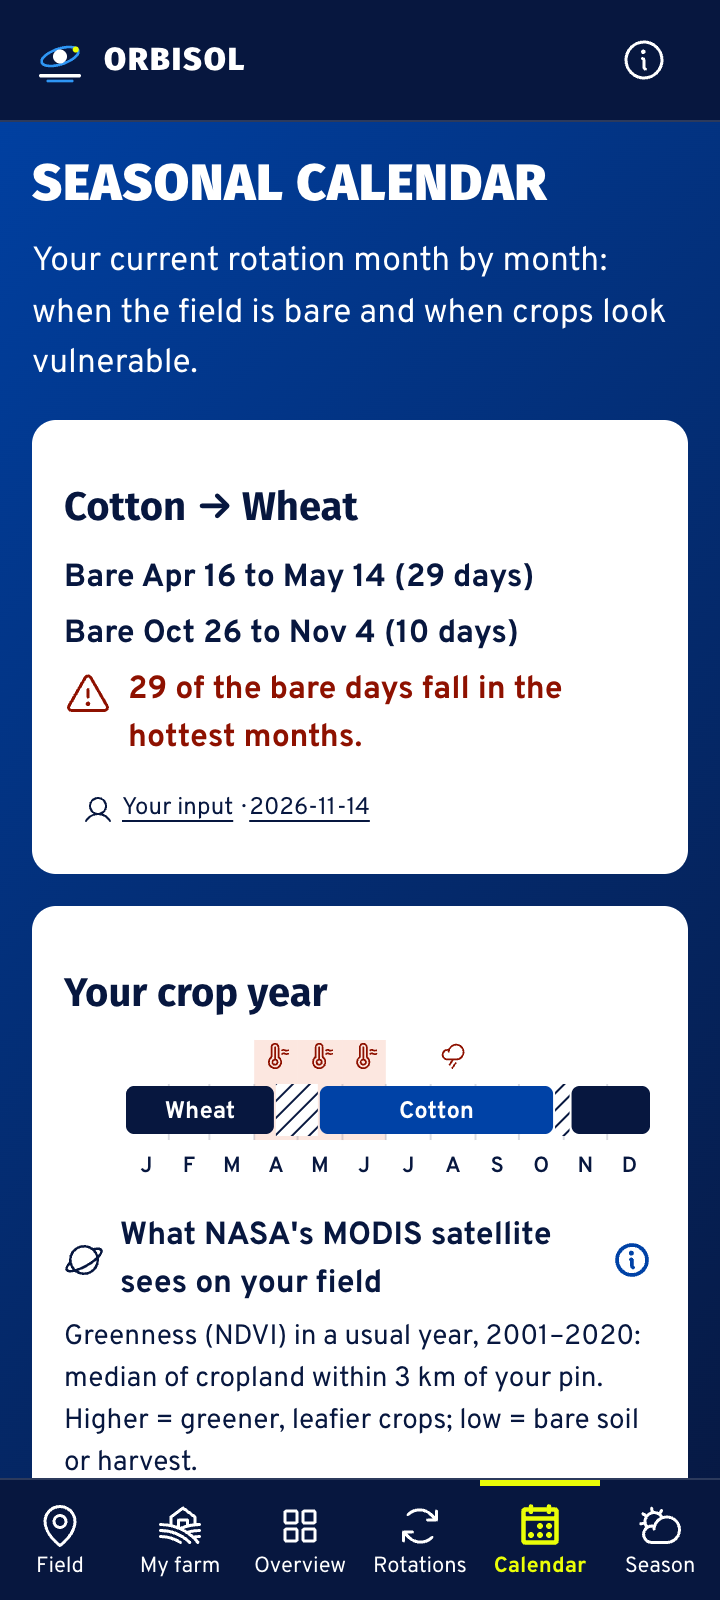 ORBISOL
SEASONAL CALENDAR
Your current rotation month by month:
when the field is bare and when crops look
vulnerable.
Cotton → Wheat
Bare Apr 16 to May 14 (29 days)
Bare Oct 26 to Nov 4 (10 days)
29 of the bare days fall in the
hottest months.
Your input · 2026-11-14
Your crop year
Wheat Cotton
J F M A M J J A S O N D
What NASA's MODIS satellite
sees on your field
Greenness (NDVI) in a usual year, 2001–2020:
median of cropland within 3 km of your pin.
Higher = greener, leafier crops; low = bare soil
or harvest.
Field My farm Overview Rotations Calendar Season